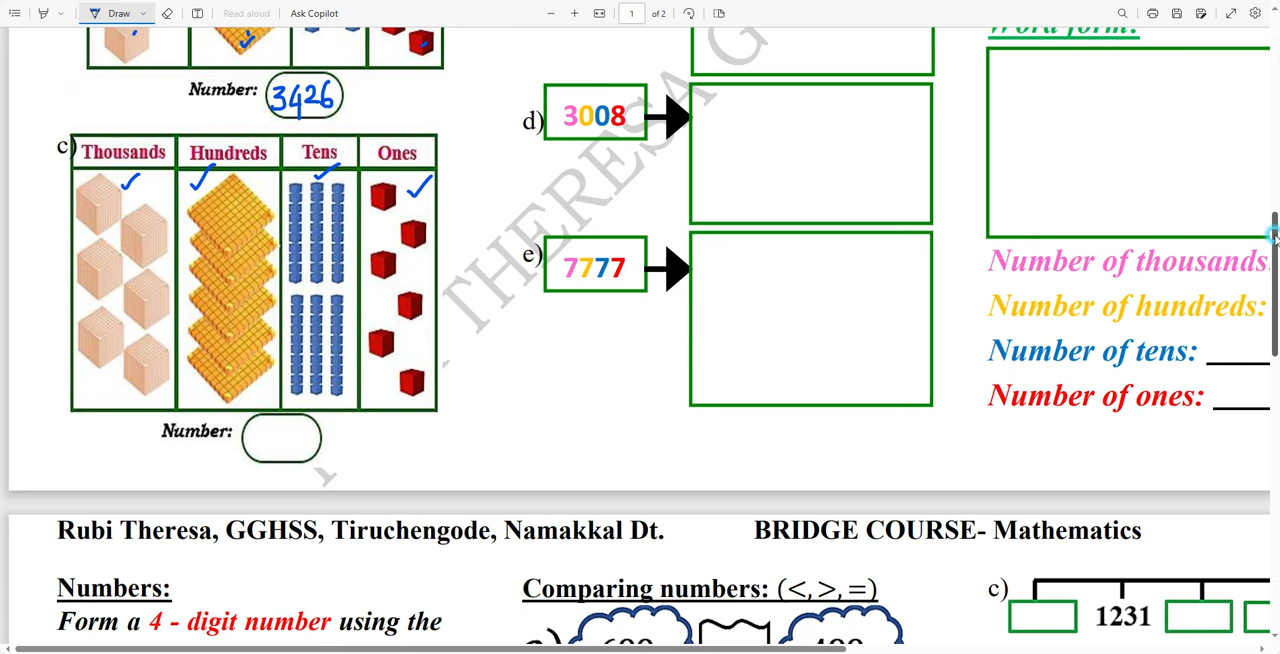 Draw
Read aloud
Ask Copilot
1
of 2
Number:
3426
c)
Thousands
Hundreds
Tens
Ones
Number:
d)
3008
e)
7777
THERESA G
Word form:
Number of thousands:
Number of hundreds:
Number of tens:
Number of ones:
Rubi Theresa, GGHSS, Tiruchengode, Namakkal Dt.
BRIDGE COURSE- Mathematics
Numbers:
Form a 4 - digit number using the
Comparing numbers: (<, >, =)
c)
1231